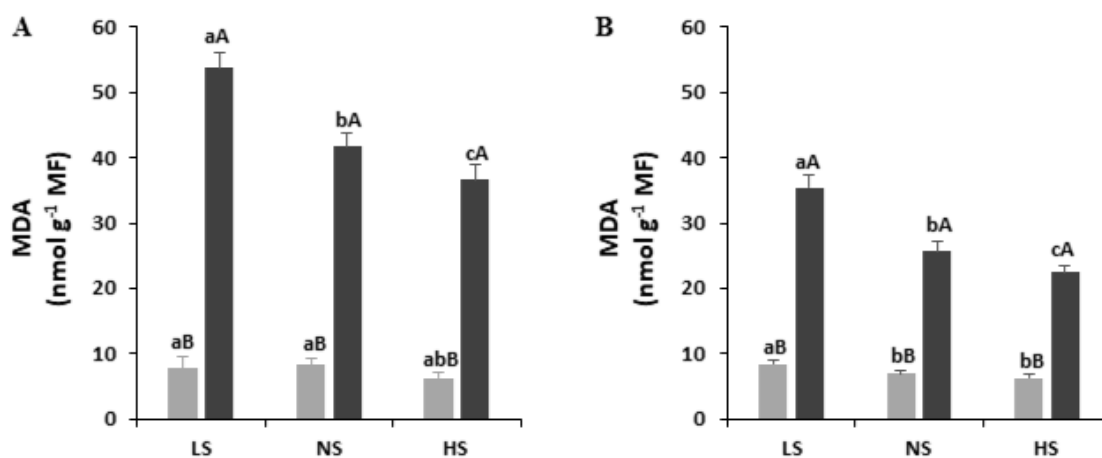 A
MDA
(nmol g⁻¹ MF)
60
50
40
30
20
10
0
aA
bA
cA
aB
aB
abB
LS NS HS
B
MDA
(nmol g⁻¹ MF)
60
50
40
30
20
10
0
aA
bA
cA
aB
bB
bB
LS NS HS